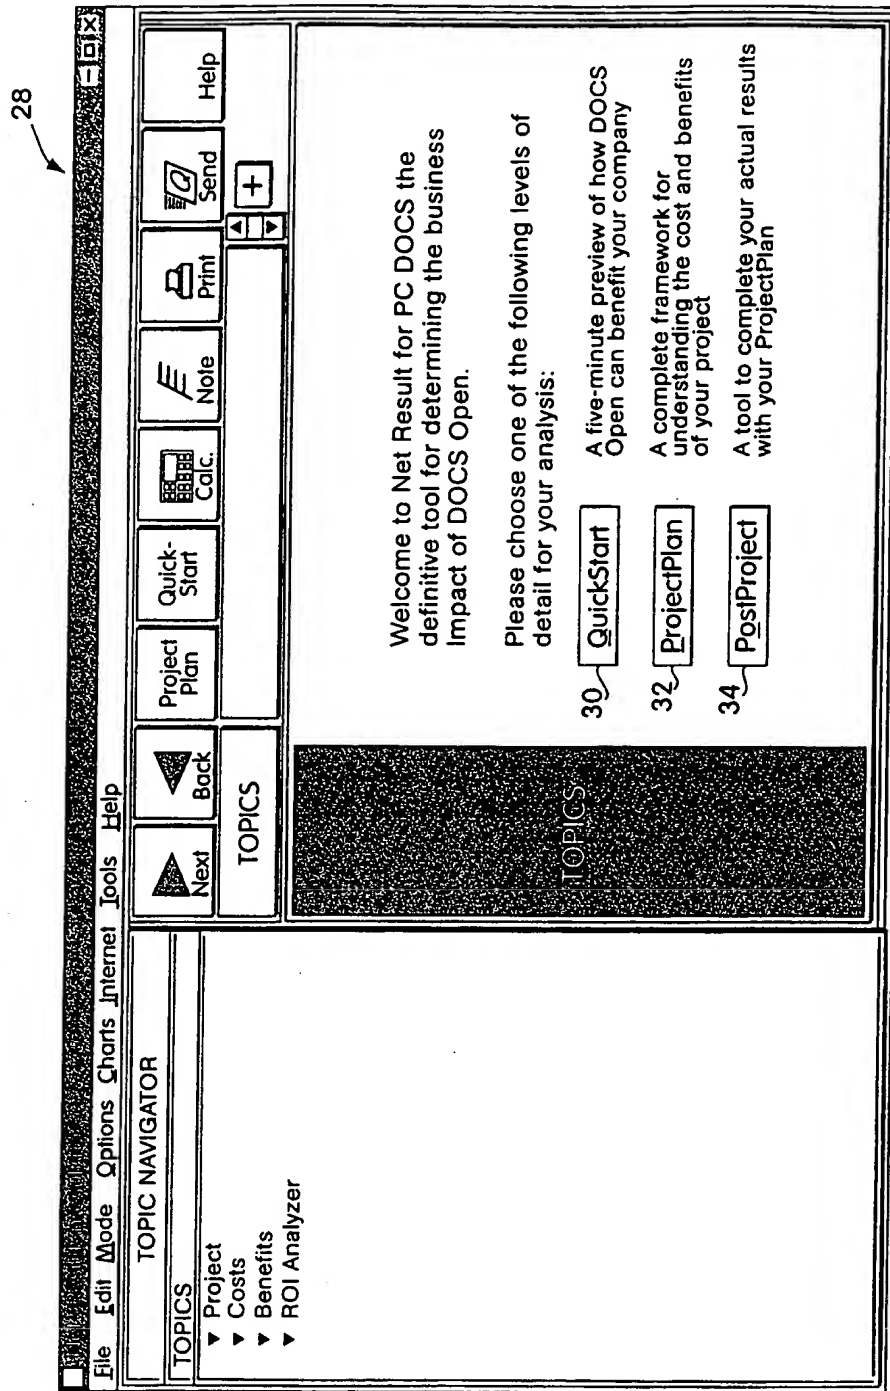 28
File Edit Mode Options Charts Internet Tools Help
TOPIC NAVIGATOR
TOPICS
Project
Costs
Benefits
ROI Analyzer
Next
Back
Project
Plan
Quick-
Start
Calc.
Note
Print
Send
Help
TOPICS
+
TOPICS
Welcome to Net Result for PC DOCS the
definitive tool for determining the business
Impact of DOCS Open.
Please choose one of the following levels of
detail for your analysis:
30 QuickStart
A five-minute preview of how DOCS
Open can benefit your company
32 ProjectPlan
A complete framework for
understanding the cost and benefits
of your project
34 PostProject
A tool to complete your actual results
with your ProjectPlan